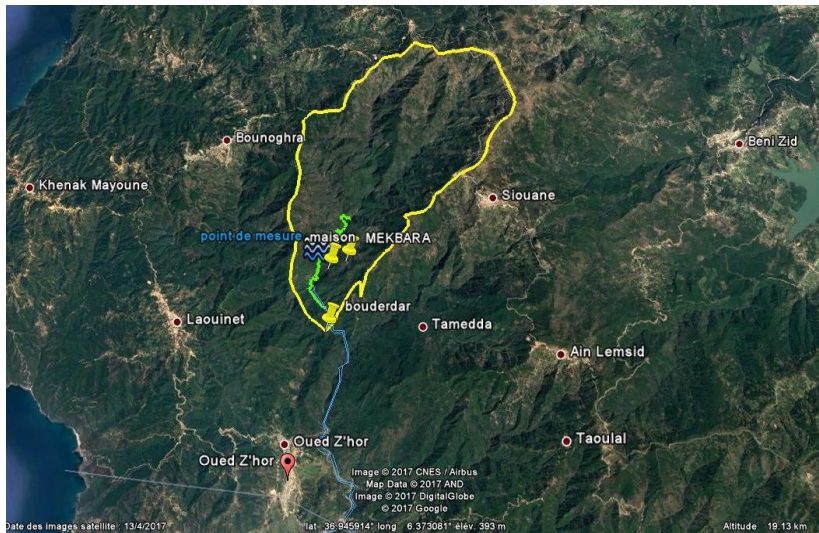 Bounoghra
Beni Zid
Khenak Mayoune
Siouane
point de mesure maison MEKBARA
bouderdar
Laouinet
Tamedda
Ain Lemsid
Oued Z'hor
Taoulal
Oued Z'hor
Image © 2017 CNES / Airbus
Map Data © 2017 AND
Image © 2017 DigitalGlobe
© 2017 Google
Date des images satellite : 13/4/2017
lat 36.945914° long 6.373081° élév. 393 m
Altitude 19.13 km